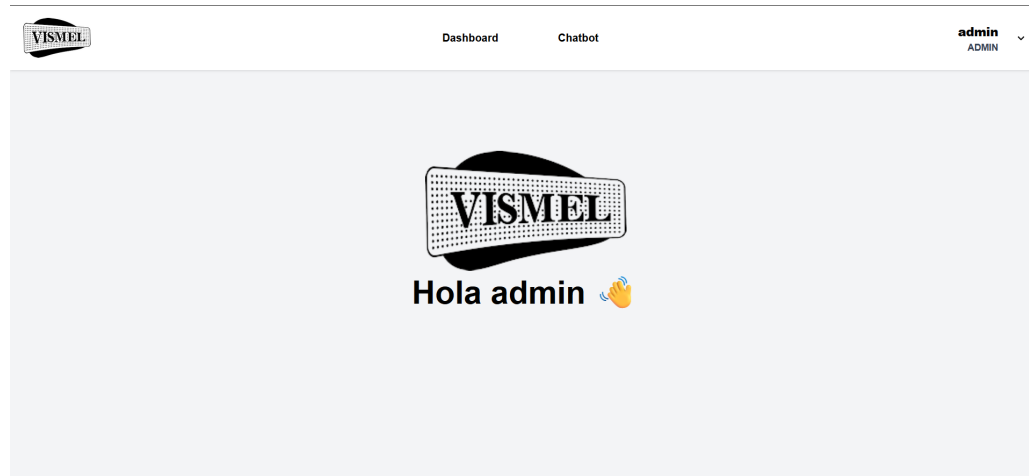 VISMEL
Dashboard
Chatbot
admin
ADMIN
VISMEL
Hola admin 👋